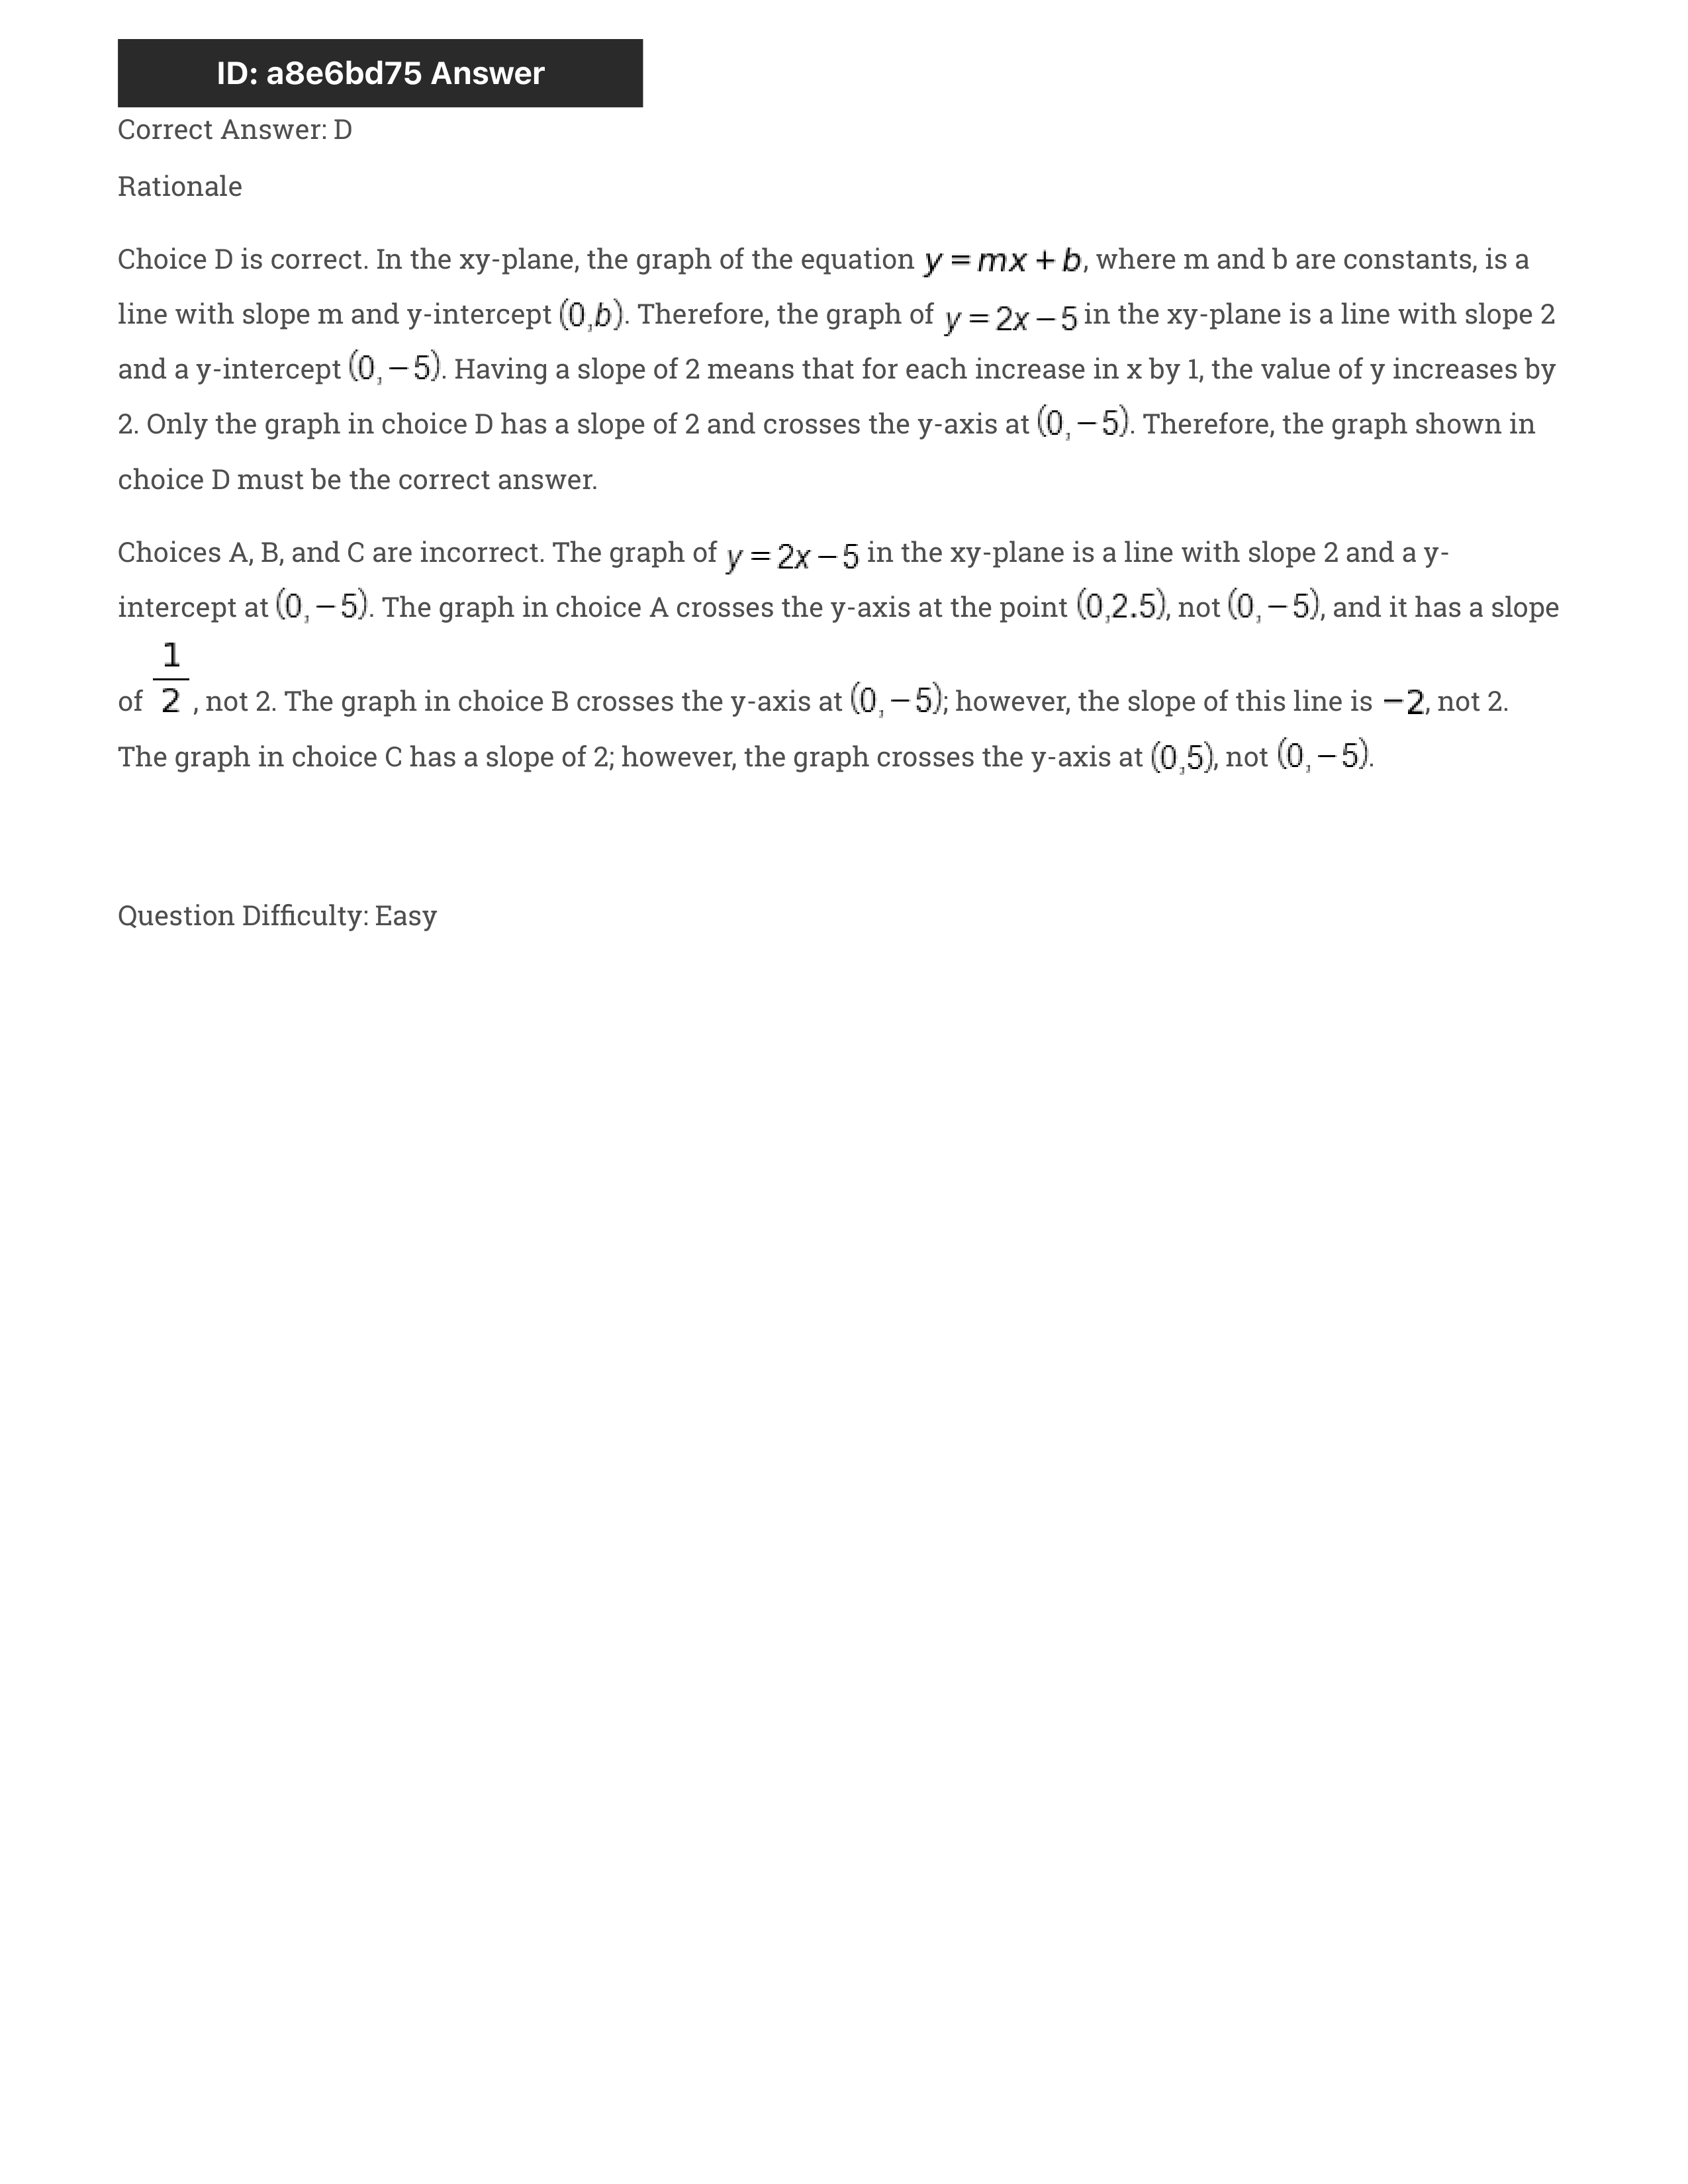 ID: a8e6bd75 Answer
Correct Answer: D
Rationale
Choice D is correct. In the xy-plane, the graph of the equation y = mx + b, where m and b are constants, is a
line with slope m and y-intercept (0,b). Therefore, the graph of y = 2x − 5 in the xy-plane is a line with slope 2
and a y-intercept (0, −5). Having a slope of 2 means that for each increase in x by 1, the value of y increases by
2. Only the graph in choice D has a slope of 2 and crosses the y-axis at (0, −5). Therefore, the graph shown in
choice D must be the correct answer.
Choices A, B, and C are incorrect. The graph of y = 2x − 5 in the xy-plane is a line with slope 2 and a y-
intercept at (0, −5). The graph in choice A crosses the y-axis at the point (0,2.5), not (0, −5), and it has a slope
of 1/2, not 2. The graph in choice B crosses the y-axis at (0, −5); however, the slope of this line is −2, not 2.
The graph in choice C has a slope of 2; however, the graph crosses the y-axis at (0,5), not (0, −5).
Question Difficulty: Easy